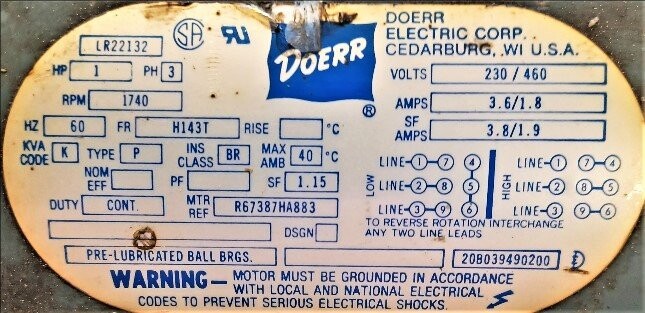 LR22132
SA
DOERR
®
DOERR
ELECTRIC CORP.
CEDARBURG, WI U.S.A.
HP 1 PH 3
VOLTS 230 / 460
RPM 1740
AMPS 3.6/1.8
HZ 60 FR H143T RISE °C
SF AMPS 3.8/1.9
KVA CODE K TYPE P INS CLASS BR MAX AMB 40 °C
NOM EFF PF SF 1.15
DUTY CONT. MTR REF R67387HA883
LOW
LINE-1-7 4
LINE-2-8 5
LINE-3-9 6
HIGH
LINE-1 7-4
LINE-2 8-5
LINE-3 9-6
TO REVERSE ROTATION INTERCHANGE
ANY TWO LINE LEADS
DSGN
PRE-LUBRICATED BALL BRGS.
20B039490200
WARNING— MOTOR MUST BE GROUNDED IN ACCORDANCE
WITH LOCAL AND NATIONAL ELECTRICAL
CODES TO PREVENT SERIOUS ELECTRICAL SHOCKS.